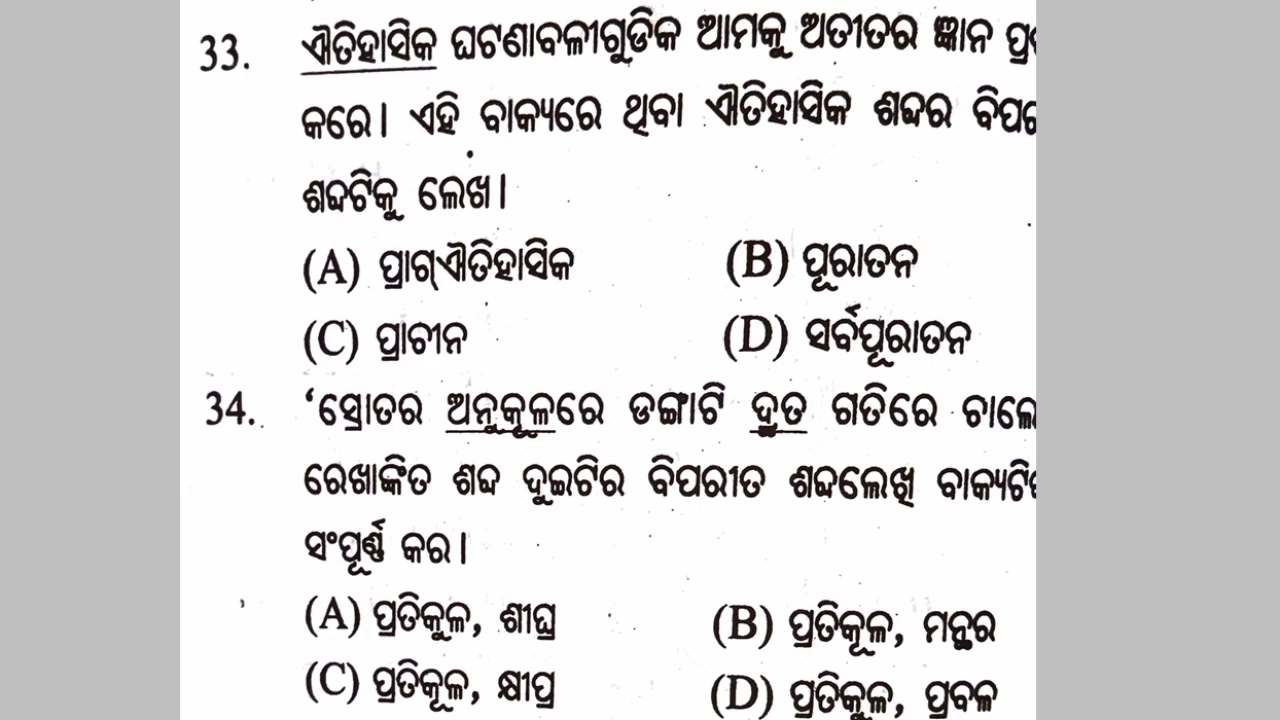 33. ଐତିହାସିକ ଘଟଣାବଳୀଗୁଡିକ ଆମକୁ ଅତୀତର ଜ୍ଞାନ
କରେ। ଏହି ବାକ୍ୟରେ ଥିବା ଐତିହାସିକ ଶବ୍ଦର
ଶବ୍ଦଟିକୁ ଲେଖ।
(A) ପ୍ରାଗ୍ଐତିହାସିକ (B) ପୂରାତନ
(C) ପ୍ରାଚୀନ (D) ସର୍ବପୂରାତନ
34. ‘ସ୍ରୋତର ଅନୁକୂଳରେ ଡଙ୍ଗାଟି ଦ୍ରୁତ ଗତିରେ
ରେଖାଙ୍କିତ ଶବ୍ଦ ଦୁଇଟିର ବିପରୀତ ଶବ୍ଦଲେଖି
ସଂପୂର୍ଣ୍ଣ କର।
(A) ପ୍ରତିକୁଳ, ଶୀଘ୍ର (B) ପ୍ରତିକୂଳ, ମନ୍ଥର
(C) ପ୍ରତିକୂଳ, କ୍ଷୀପ୍ର (D) ପ୍ରତିକୁଳ, ପ୍ରବଳ